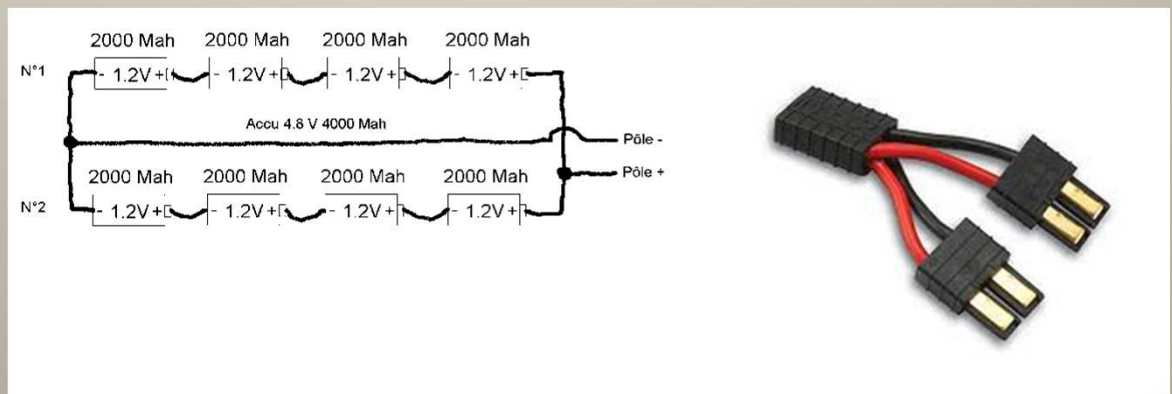 2000 Mah 2000 Mah 2000 Mah 2000 Mah
N°1 - 1.2V + - 1.2V + - 1.2V + - 1.2V +
Accu 4.8 V 4000 Mah
Pôle -
Pôle +
2000 Mah 2000 Mah 2000 Mah 2000 Mah
N°2 - 1.2V + - 1.2V + - 1.2V + - 1.2V +